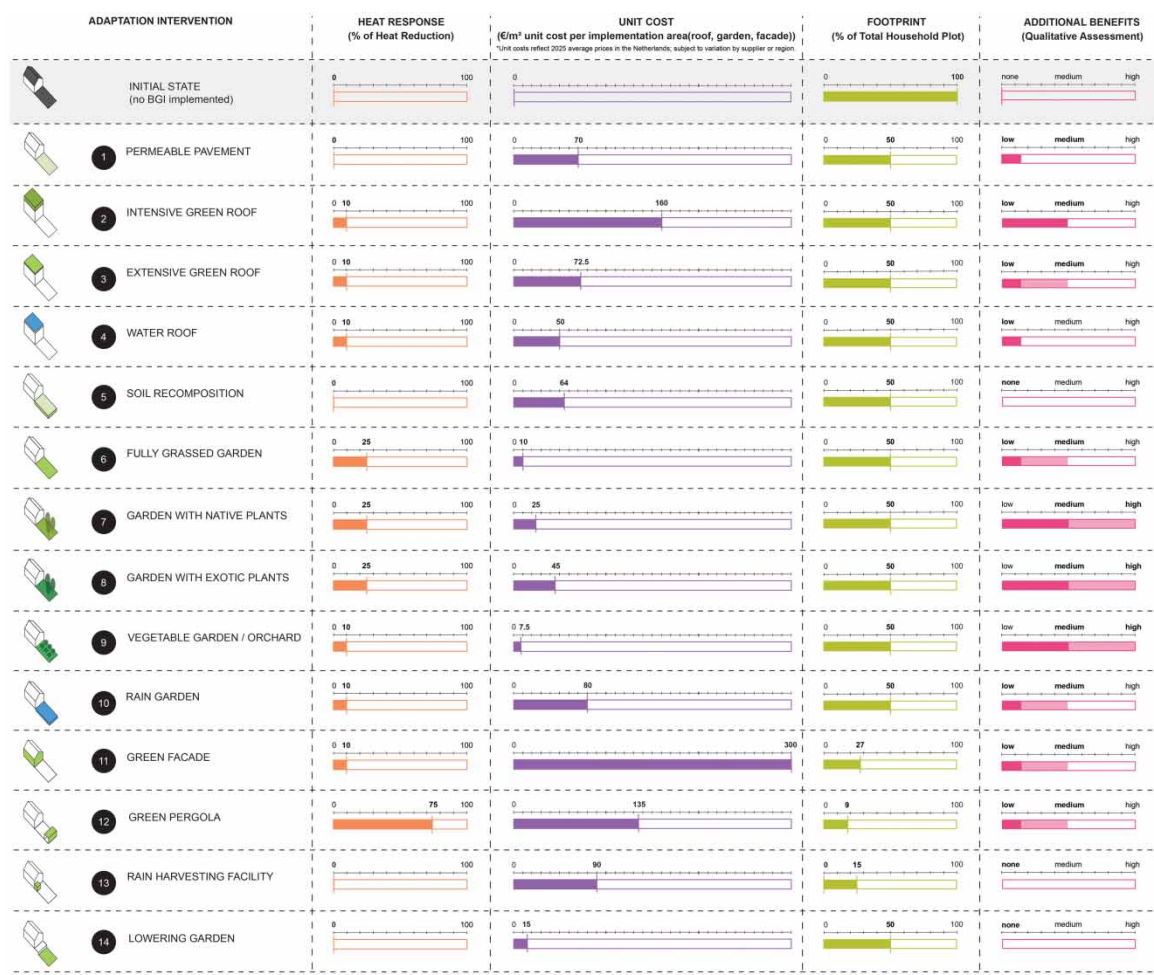 ADAPTATION INTERVENTION
HEAT RESPONSE
(% of Heat Reduction)
UNIT COST
(€/m² unit cost per implementation area(roof, garden, facade))
*Unit costs reflect 2025 average prices in the Netherlands; subject to variation by supplier or region.
FOOTPRINT
(% of Total Household Plot)
ADDITIONAL BENEFITS
(Qualitative Assessment)
INITIAL STATE
(no BGI implemented)
0 100
0
0 100
none medium high
1 PERMEABLE PAVEMENT
0 100
0 70
0 50 100
low medium high
2 INTENSIVE GREEN ROOF
0 10 100
0 160
0 50 100
low medium high
3 EXTENSIVE GREEN ROOF
0 10 100
0 72.5
0 50 100
low medium high
4 WATER ROOF
0 10 100
0 50
0 50 100
low medium high
5 SOIL RECOMPOSITION
0 100
0 64
0 50 100
none medium high
6 FULLY GRASSED GARDEN
0 25 100
0 10
0 50 100
low medium high
7 GARDEN WITH NATIVE PLANTS
0 25 100
0 25
0 50 100
low medium high
8 GARDEN WITH EXOTIC PLANTS
0 25 100
0 45
0 50 100
low medium high
9 VEGETABLE GARDEN / ORCHARD
0 10 100
0 7.5
0 50 100
low medium high
10 RAIN GARDEN
0 10 100
0 80
0 50 100
low medium high
11 GREEN FACADE
0 10 100
0 300
0 27 100
low medium high
12 GREEN PERGOLA
0 75 100
0 135
0 9 100
low medium high
13 RAIN HARVESTING FACILITY
0 100
0 90
0 15 100
none medium high
14 LOWERING GARDEN
0 100
0 15
0 50 100
none medium high